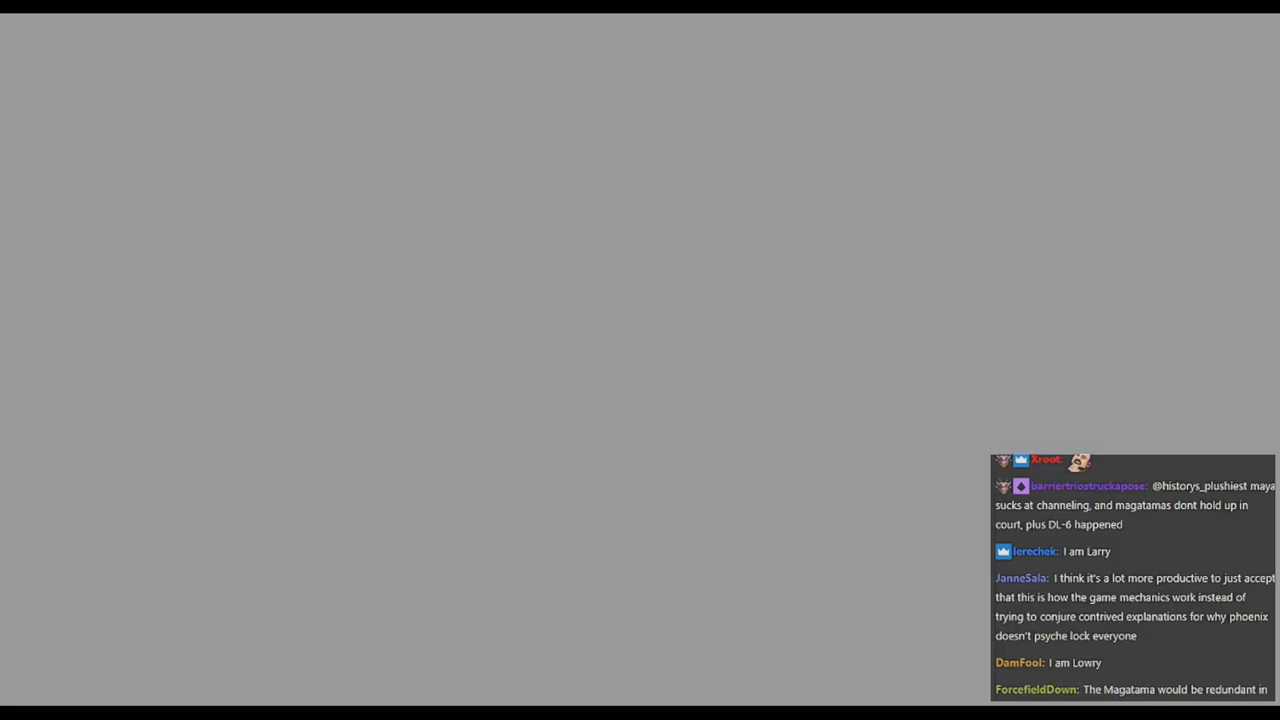 Xroot:
barriertriostruckapose: @historys_plushiest maya
sucks at channeling, and magatamas dont hold up in
court, plus DL-6 happened
lerechek: I am Larry
JanneSala: I think it's a lot more productive to just accept
that this is how the game mechanics work instead of
trying to conjure contrived explanations for why phoenix
doesn't psyche lock everyone
DamFool: I am Lowry
ForcefieldDown: The Magatama would be redundant in